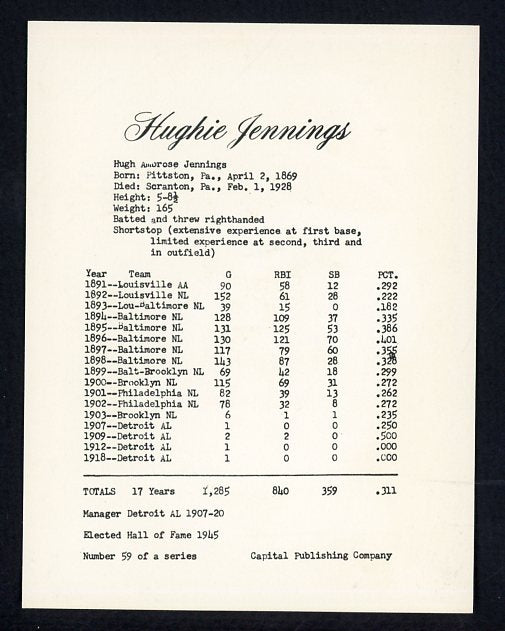 Hughie Jennings
Hugh Ambrose Jennings
Born: Pittston, Pa., April 2, 1869
Died: Scranton, Pa., Feb. 1, 1928
Height: 5-8½
Weight: 165
Batted and threw righthanded
Shortstop (extensive experience at first base,
limited experience at second, third and
in outfield)
Year Team G RBI SB PCT.
1891--Louisville AA 90 58 12 .292
1892--Louisville NL 152 61 28 .222
1893--Lou-Baltimore NL 39 15 0 .182
1894--Baltimore NL 128 109 37 .335
1895--Baltimore NL 131 125 53 .386
1896--Baltimore NL 130 121 70 .401
1897--Baltimore NL 117 79 60 .355
1898--Baltimore NL 143 87 28 .328
1899--Balt-Brooklyn NL 69 42 18 .299
1900--Brooklyn NL 115 69 31 .272
1901--Philadelphia NL 82 39 13 .262
1902--Philadelphia NL 78 32 8 .272
1903--Brooklyn NL 6 1 1 .235
1907--Detroit AL 1 0 0 .250
1909--Detroit AL 2 2 0 .500
1912--Detroit AL 1 0 0 .000
1918--Detroit AL 1 0 0 .000
TOTALS 17 Years 1,285 840 359 .311
Manager Detroit AL 1907-20
Elected Hall of Fame 1945
Number 59 of a series Capital Publishing Company